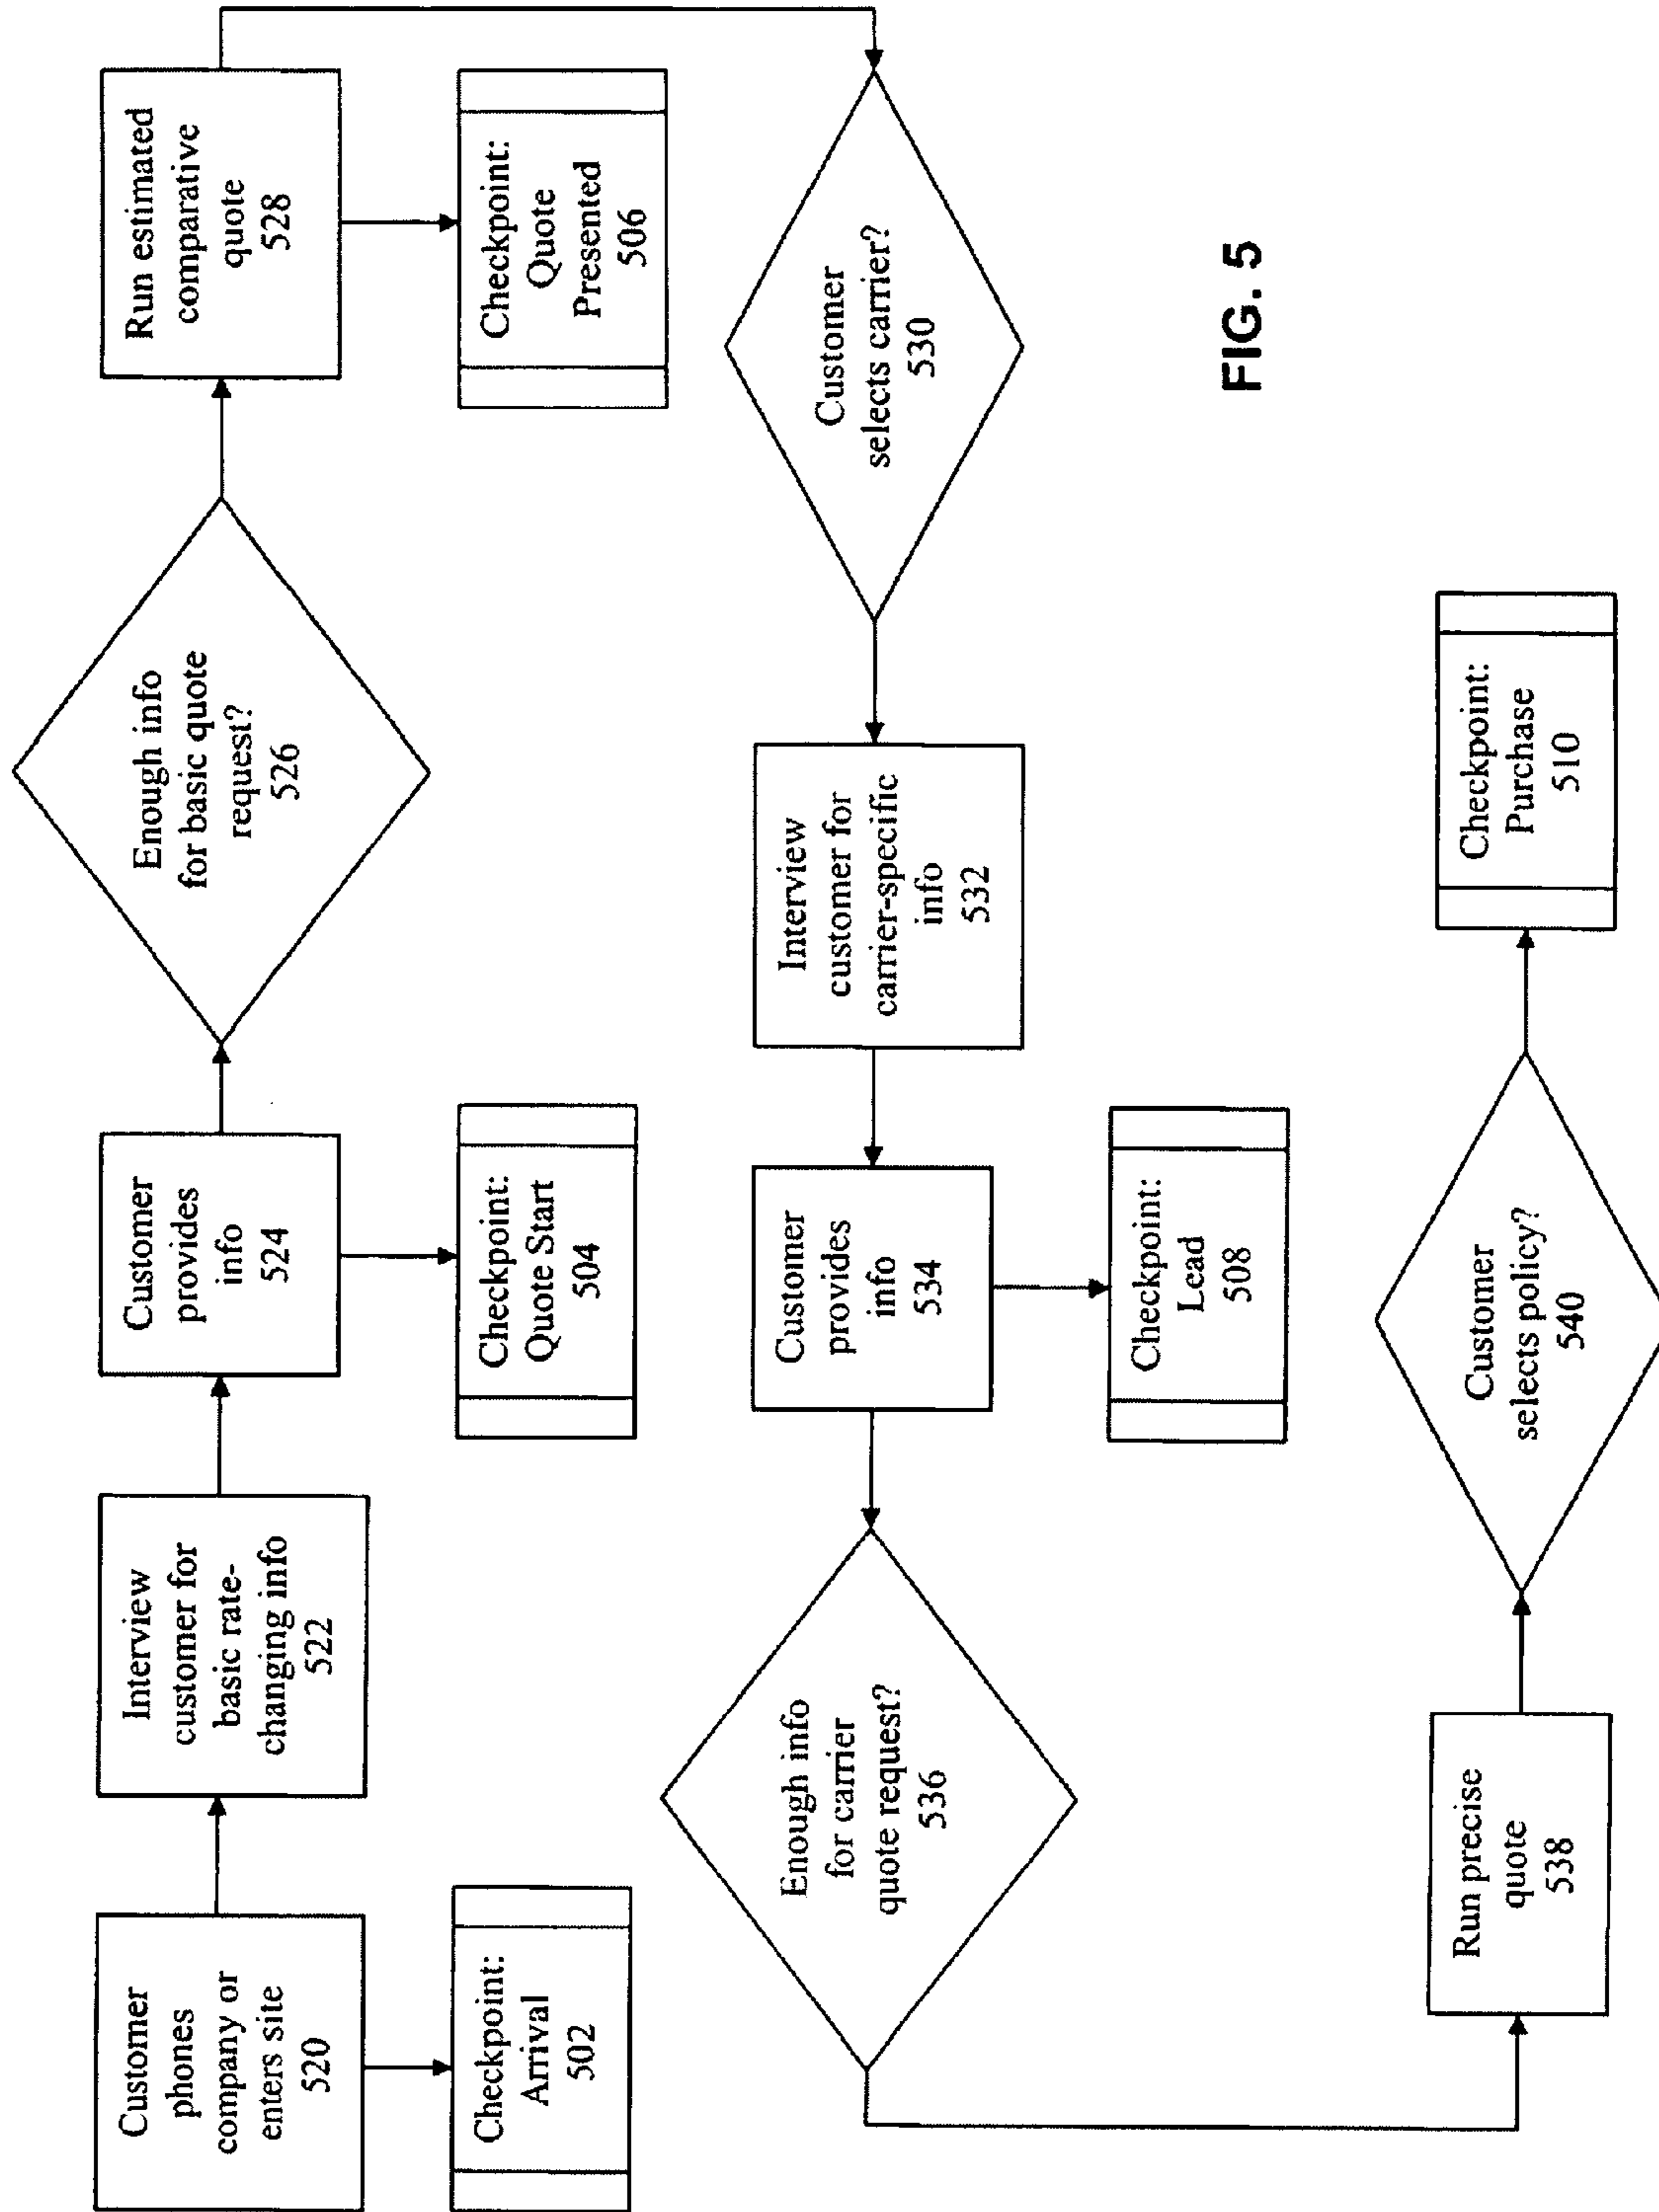 Customer
phones
company or
enters site
520
Interview
customer for
basic rate-
changing info
522
Customer
provides
info
524
Enough info
for basic quote
request?
526
Run estimated
comparative
quote
528
Checkpoint:
Arrival
502
Checkpoint:
Quote Start
504
Checkpoint:
Quote
Presented
506
Customer
selects carrier?
530
Interview
customer for
carrier-specific
info
532
Customer
provides
info
534
Enough info
for carrier
quote request?
536
Checkpoint:
Lead
508
Run precise
quote
538
Customer
selects policy?
540
Checkpoint:
Purchase
510
FIG. 5